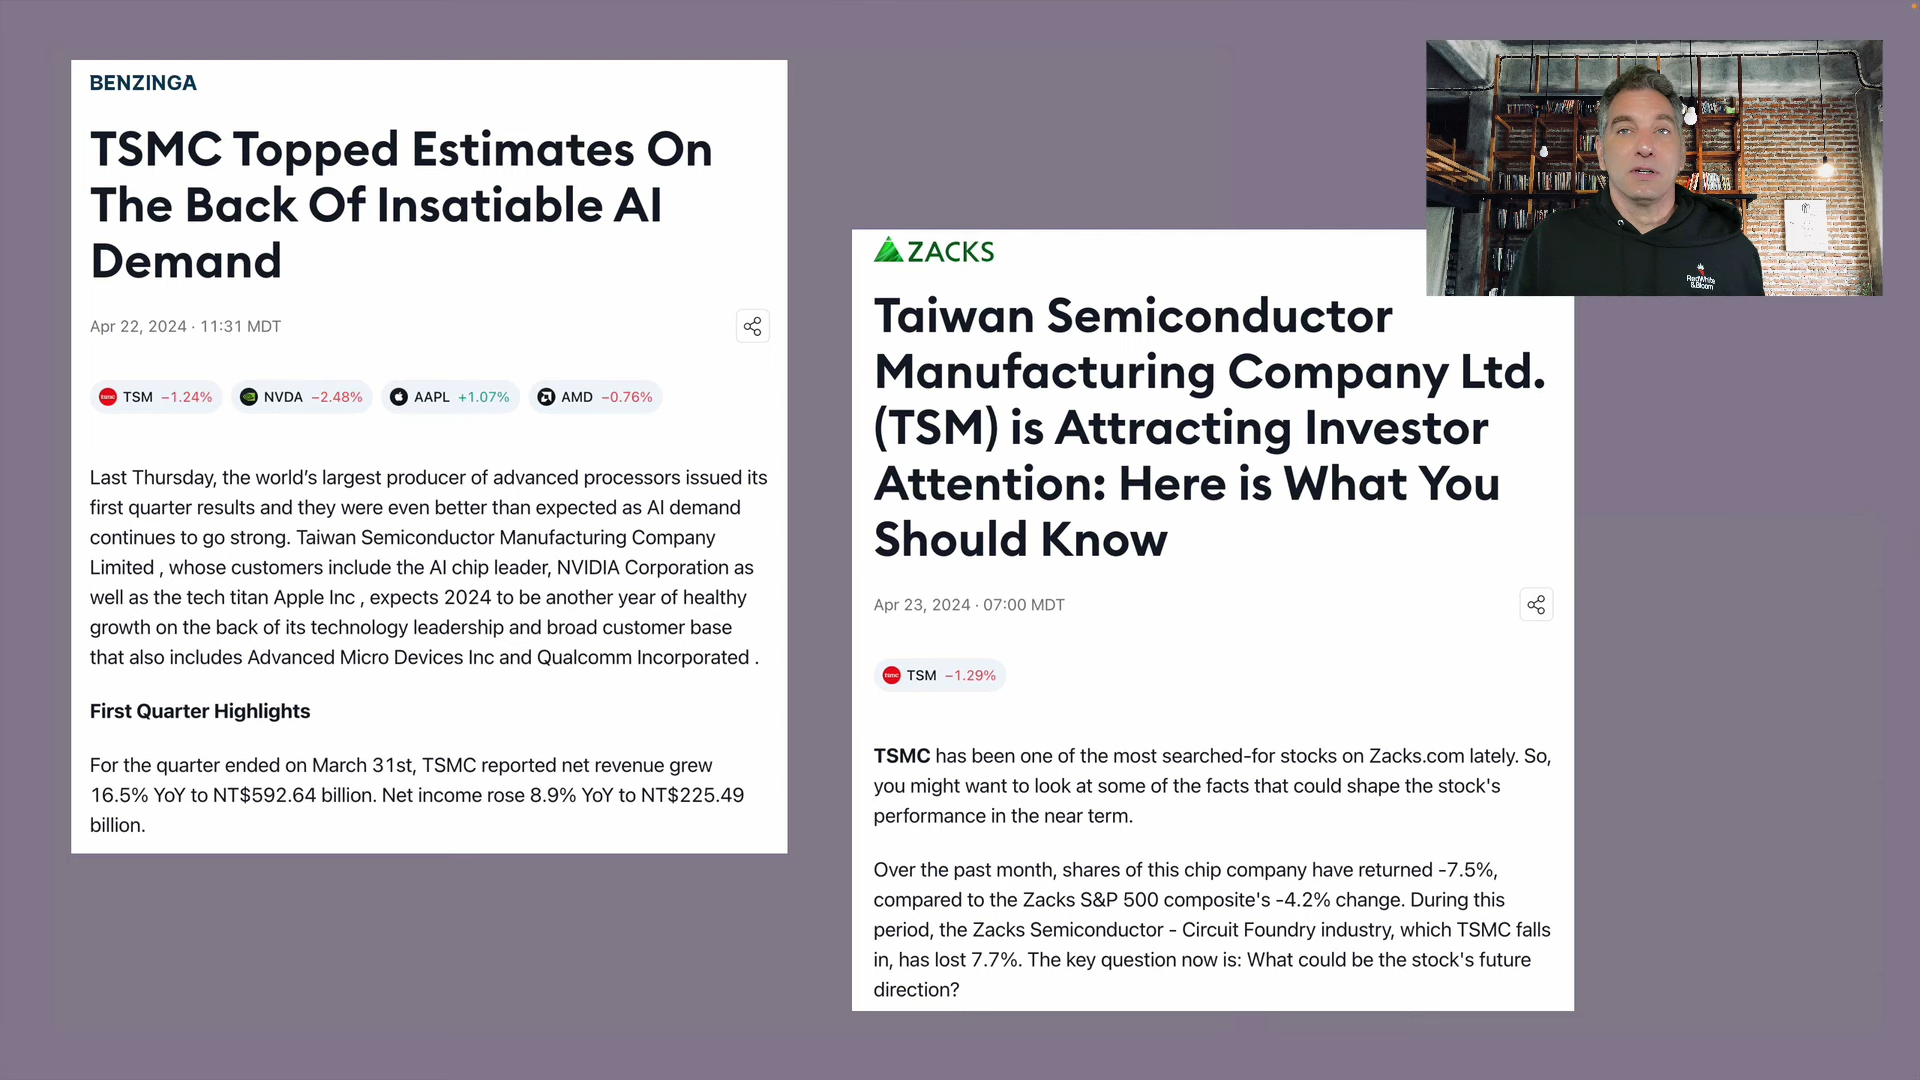 BENZINGA
TSMC Topped Estimates On
The Back Of Insatiable AI
Demand
Apr 22, 2024 · 11:31 MDT
tsmc TSM −1.24% NVDA −2.48% AAPL +1.07% AMD −0.76%
Last Thursday, the world’s largest producer of advanced processors issued its
first quarter results and they were even better than expected as AI demand
continues to go strong. Taiwan Semiconductor Manufacturing Company
Limited , whose customers include the AI chip leader, NVIDIA Corporation as
well as the tech titan Apple Inc , expects 2024 to be another year of healthy
growth on the back of its technology leadership and broad customer base
that also includes Advanced Micro Devices Inc and Qualcomm Incorporated .
First Quarter Highlights
For the quarter ended on March 31st, TSMC reported net revenue grew
16.5% YoY to NT$592.64 billion. Net income rose 8.9% YoY to NT$225.49
billion.
ZACKS
Taiwan Semiconductor
Manufacturing Company Ltd.
(TSM) is Attracting Investor
Attention: Here is What You
Should Know
Apr 23, 2024 · 07:00 MDT
tsmc TSM −1.29%
TSMC has been one of the most searched-for stocks on Zacks.com lately. So,
you might want to look at some of the facts that could shape the stock's
performance in the near term.
Over the past month, shares of this chip company have returned -7.5%,
compared to the Zacks S&P 500 composite's -4.2% change. During this
period, the Zacks Semiconductor - Circuit Foundry industry, which TSMC falls
in, has lost 7.7%. The key question now is: What could be the stock's future
direction?
RedWhite
&Bloom